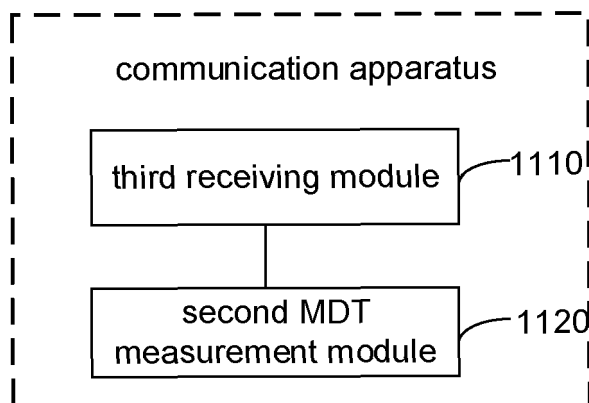 communication apparatus
third receiving module
1110
second MDT
measurement module
1120